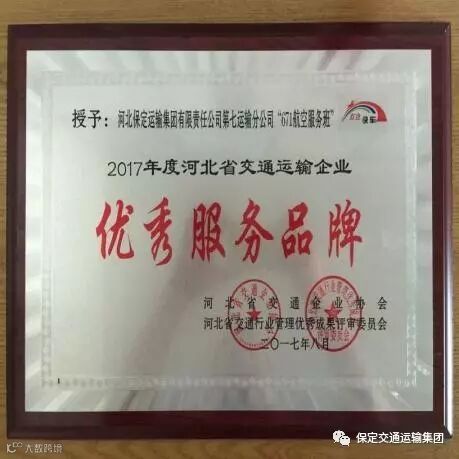 授予：河北保定运输集团有限责任公司第七运输分公司“671航空服务班”
2017年度河北省交通运输企业
优秀服务品牌
河北省交通企业协会
河北省交通行业管理优秀成果评审委员会
二〇一七年八月
大数跨境
保定交通运输集团